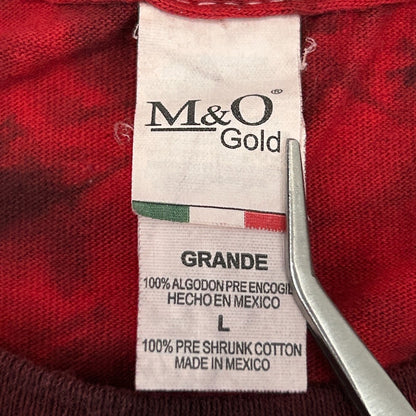 M&O®
Gold
GRANDE
100% ALGODON PRE ENCOGI
HECHO EN MEXICO
L
100% PRE SHRUNK COTTON
MADE IN MEXICO